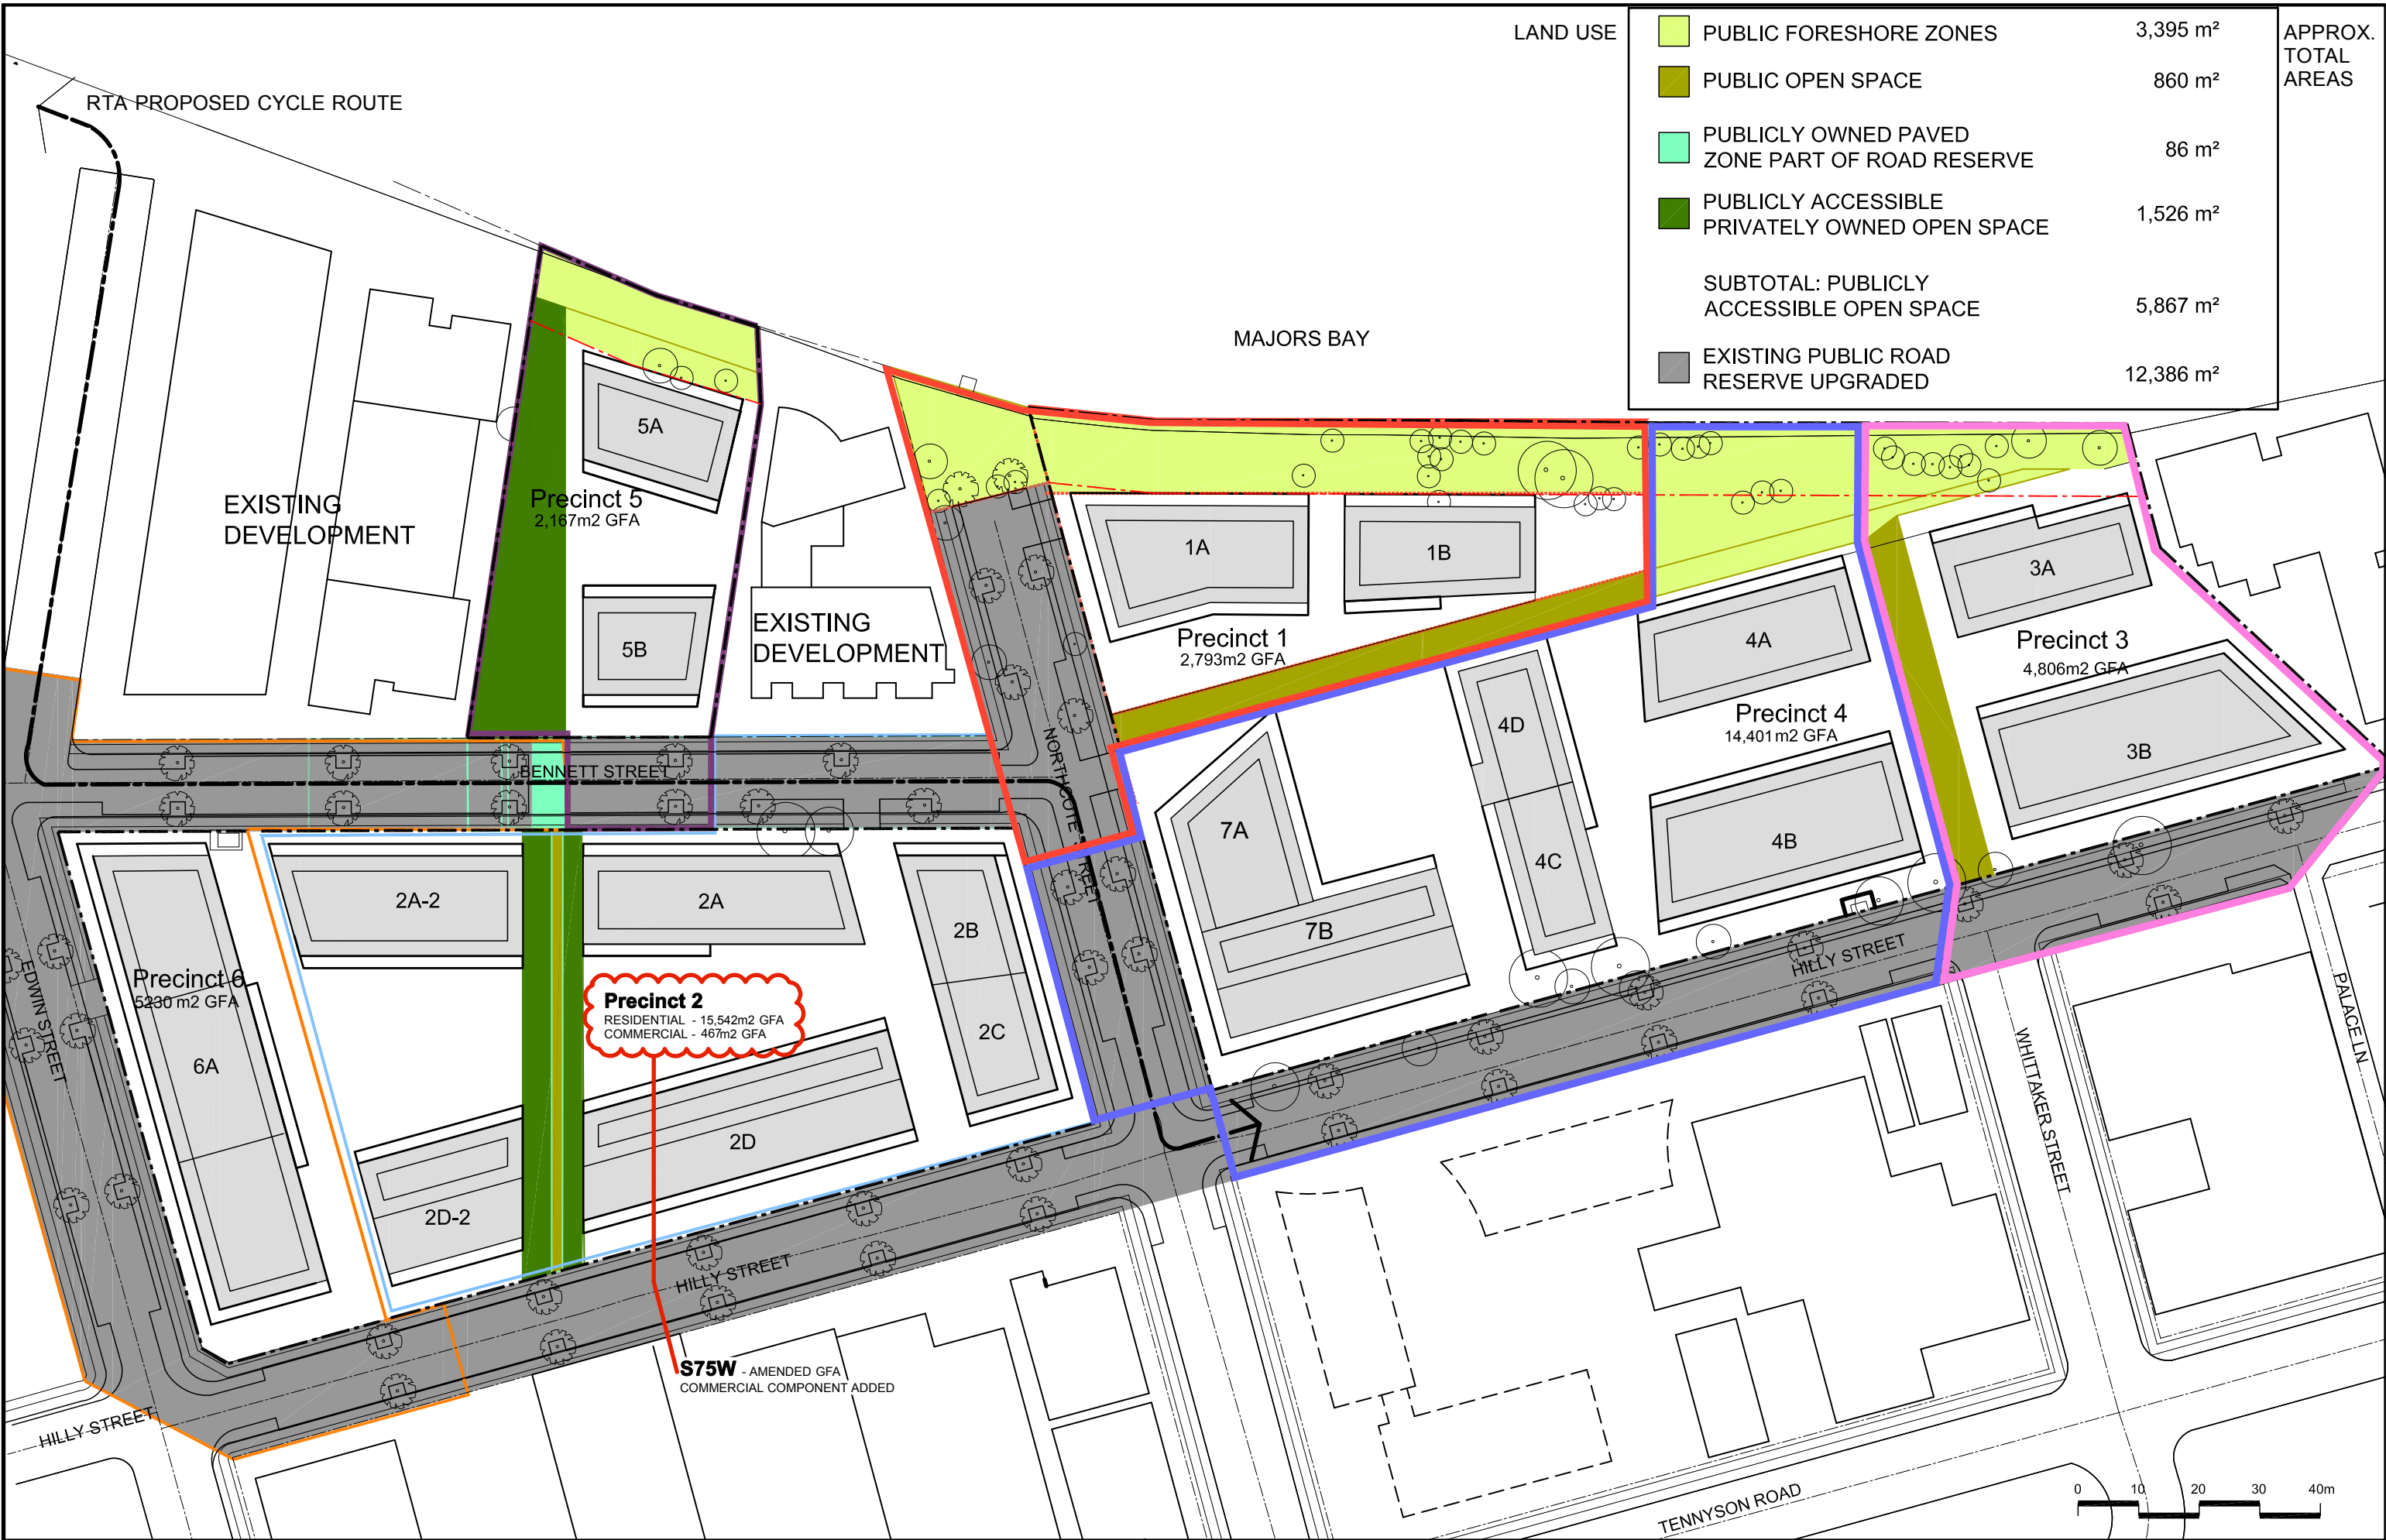 LAND USE
PUBLIC FORESHORE ZONES 3,395 m²
APPROX.
TOTAL
AREAS
PUBLIC OPEN SPACE 860 m²
PUBLICLY OWNED PAVED
ZONE PART OF ROAD RESERVE 86 m²
PUBLICLY ACCESSIBLE
PRIVATELY OWNED OPEN SPACE 1,526 m²
SUBTOTAL: PUBLICLY
ACCESSIBLE OPEN SPACE 5,867 m²
EXISTING PUBLIC ROAD
RESERVE UPGRADED 12,386 m²
RTA PROPOSED CYCLE ROUTE
MAJORS BAY
EXISTING
DEVELOPMENT
Precinct 5
2,167m2 GFA
5A
5B
EXISTING
DEVELOPMENT
1A
1B
Precinct 1
2,793m2 GFA
3A
Precinct 3
4,806m2 GFA
3B
4A
Precinct 4
14,401m2 GFA
4B
4D
4C
7A
7B
BENNETT STREET
NORTHCOTE STREET
2A-2
2A
2B
2C
Precinct 6
5230 m2 GFA
6A
EDWIN STREET
Precinct 2
RESIDENTIAL - 15,542m2 GFA
COMMERCIAL - 467m2 GFA
2D
2D-2
HILLY STREET
HILLY STREET
HILLY STREET
WHITTAKER STREET
PALACE LN
S75W - AMENDED GFA
COMMERCIAL COMPONENT ADDED
TENNYSON ROAD
0 10 20 30 40m